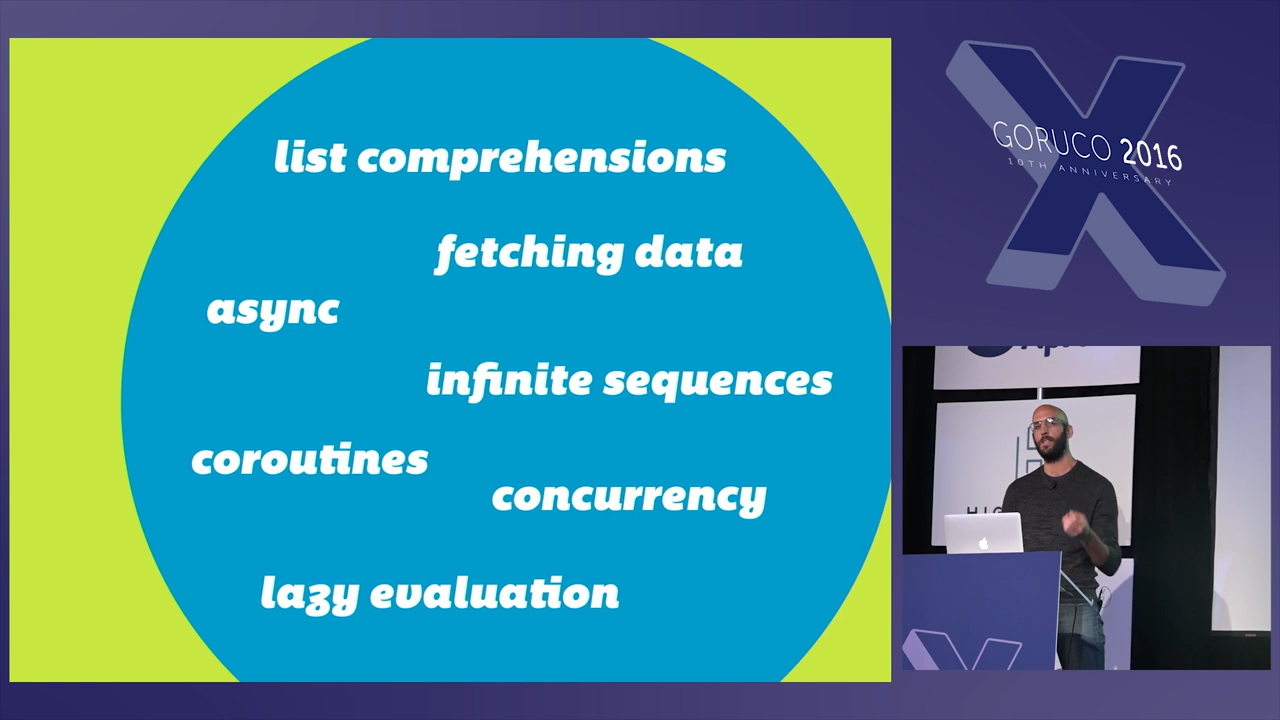 list comprehensions
fetching data
async
infinite sequences
coroutines
concurrency
lazy evaluation
GORUCO 2016
10TH ANNIVERSARY